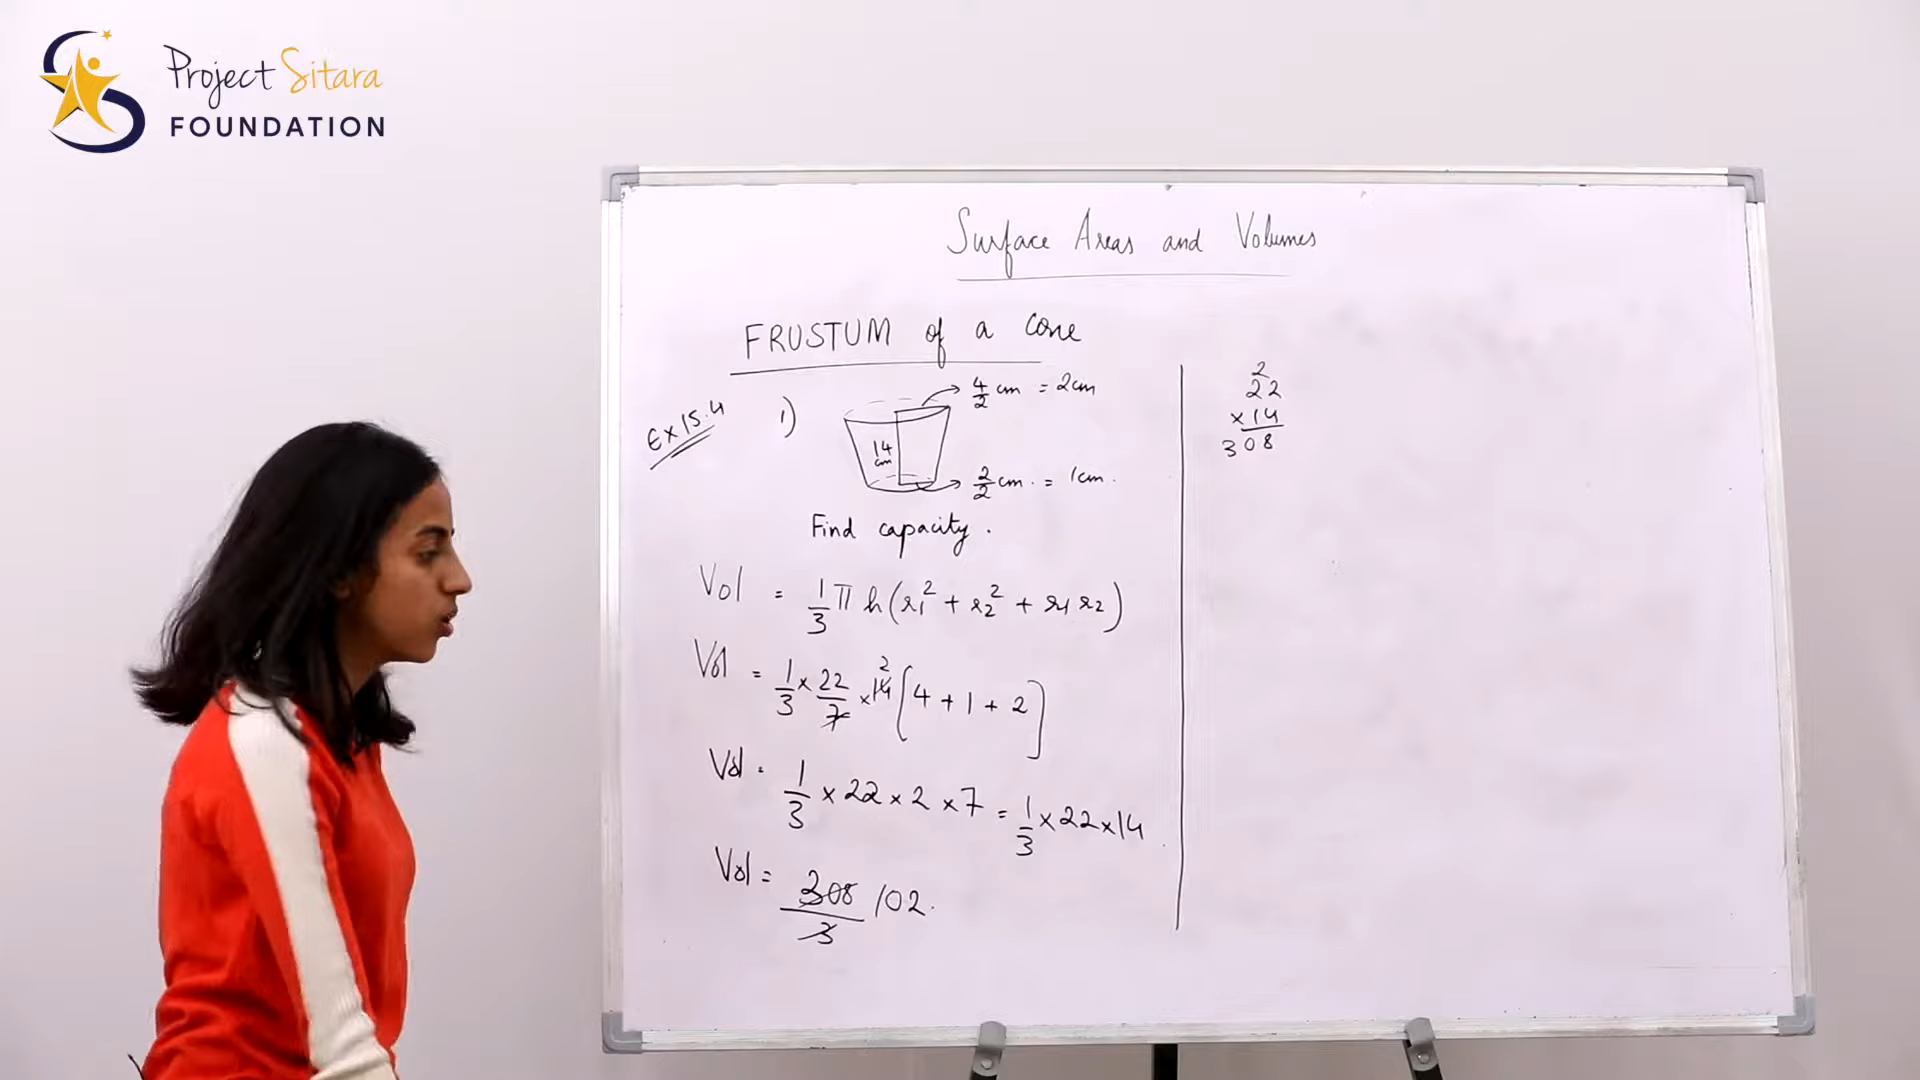 Project Sitara
FOUNDATION
Surface Areas and Volumes
FRUSTUM of a cone
Ex 15.4
1)
4/2 cm = 2cm
14 cm
2/2 cm. = 1cm.
Find capacity.
Vol = 1/3 π h (r₁² + r₂² + r₁ r₂)
Vol = 1/3 × 22/7 × 14 2 [4 + 1 + 2]
Vol = 1/3 × 22 × 2 × 7 = 1/3 × 22 × 14
Vol = 308/3 102.
2
22
×14
308